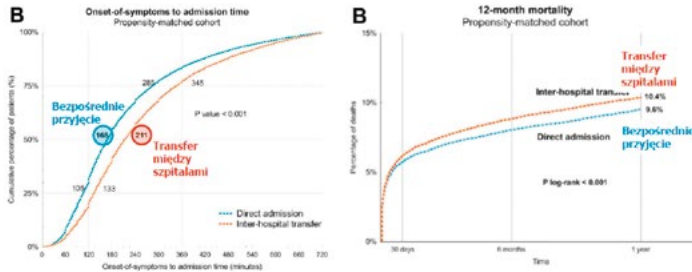 B
Onset-of-symptoms to admission time
Propensity-matched cohort
Cumulative percentage of patients (%)
100%
75%
50%
25%
0%
285
345
Bezpośrednie
przyjęcie
P value < 0.001
211
Transfer
między
szpitalami
133
Direct admission
Inter-hospital transfer
0 60 120 180 240 300 360 420 480 540 600 660 720
Onset-of-symptoms to admission time (minutes)
B
12-month mortality
Propensity-matched cohort
Percentage of deaths
15%
10%
5%
0%
Transfer
między
szpitalami
Inter-hospital transfer
10.4%
9.6%
Direct admission
Bezpośrednie
przyjęcie
P log-rank < 0.001
30 days
6 months
1 year
Time